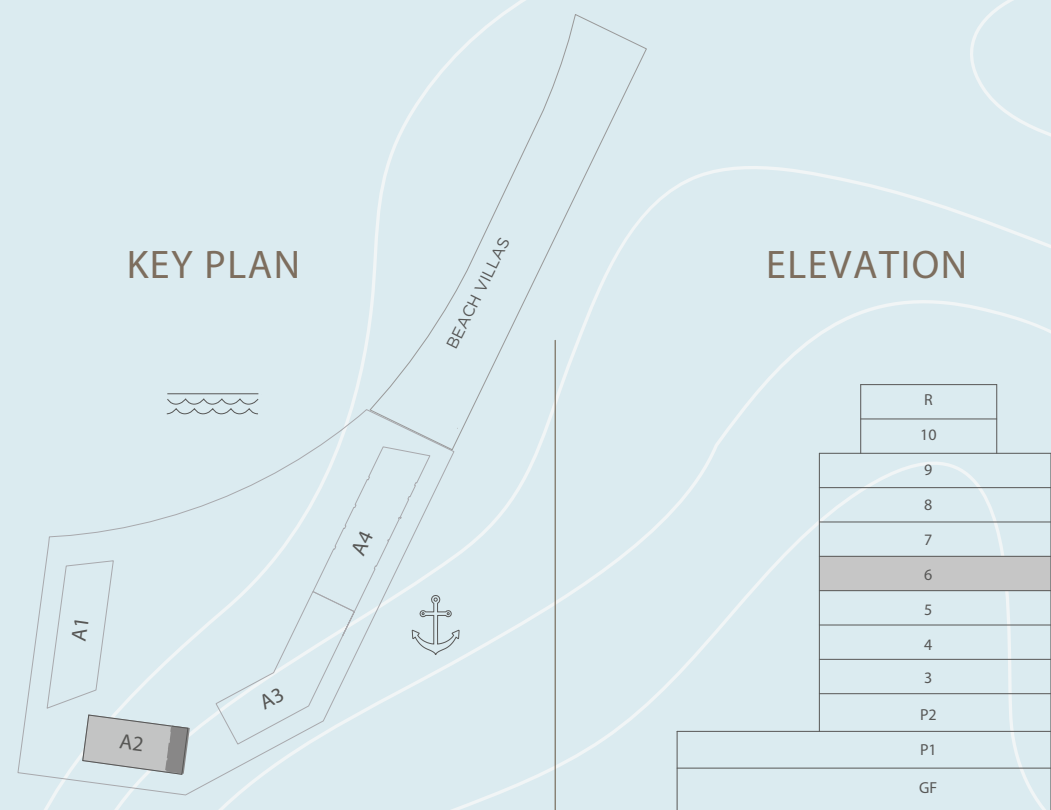 KEY PLAN
BEACH VILLAS
A4
A1
A3
A2
ELEVATION
R
10
9
8
7
6
5
4
3
P2
P1
GF